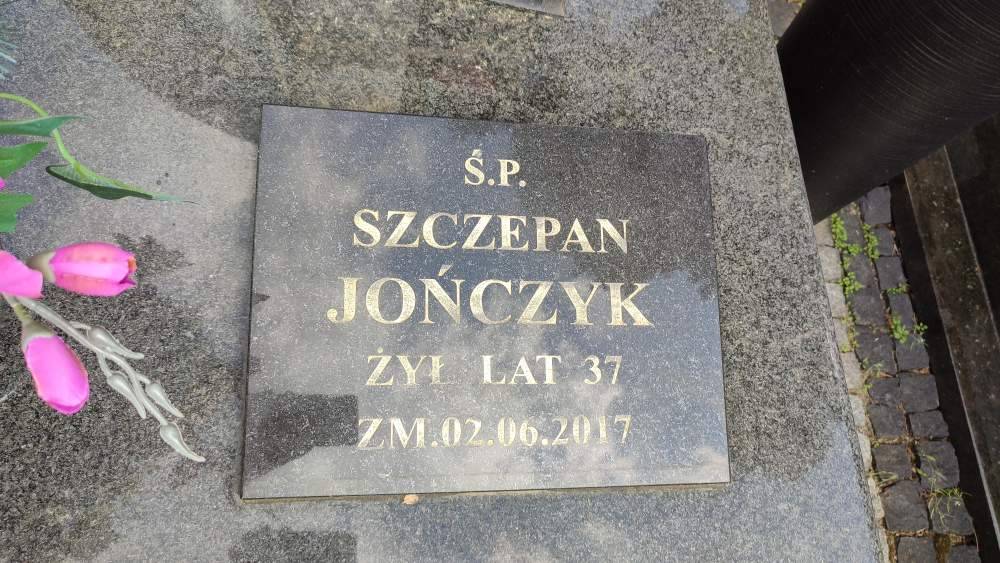 Ś.P.
SZCZEPAN
JOŃCZYK
ŻYŁ LAT 37
ZM.02.06.2017